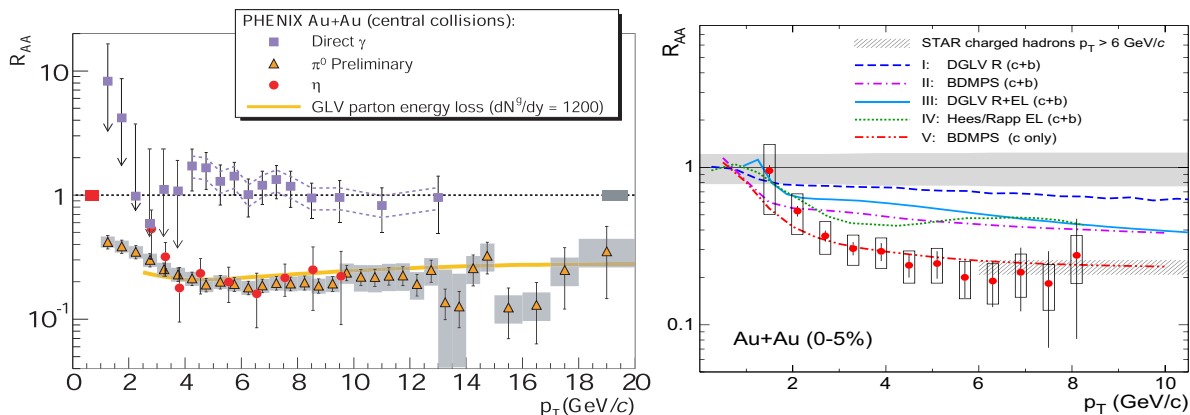 PHENIX Au+Au (central collisions):
Direct γ
π⁰ Preliminary
η
GLV parton energy loss (dNᵍ/dy = 1200)
R_AA
10
1
10⁻¹
0 2 4 6 8 10 12 14 16 18 20
p_T (GeV/c)
R_AA
STAR charged hadrons p_T > 6 GeV/c
I: DGLV R (c+b)
II: BDMPS (c+b)
III: DGLV R+EL (c+b)
IV: Hees/Rapp EL (c+b)
V: BDMPS (c only)
1
0.1
Au+Au (0-5%)
2 4 6 8 10
p_T (GeV/c)